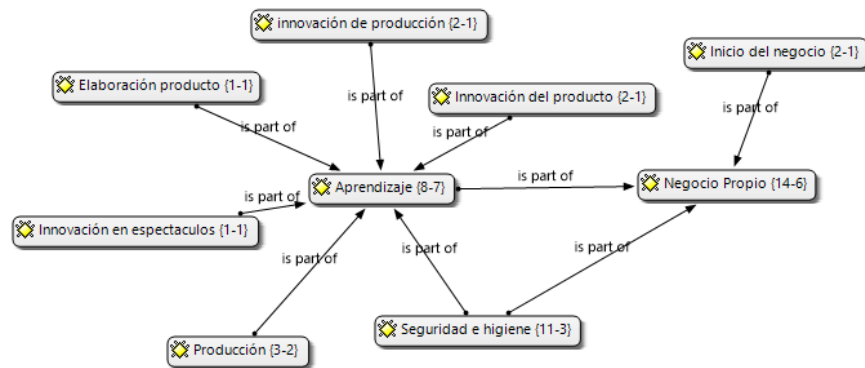 innovación de producción {2-1}
Inicio del negocio {2-1}
Elaboración producto {1-1}
is part of
Innovación del producto {2-1}
is part of
is part of
is part of
is part of
Aprendizaje {8-7}
is part of
Negocio Propio {14-6}
is part of
Innovación en espectaculos {1-1}
is part of
is part of
is part of
Seguridad e higiene {11-3}
Producción {3-2}